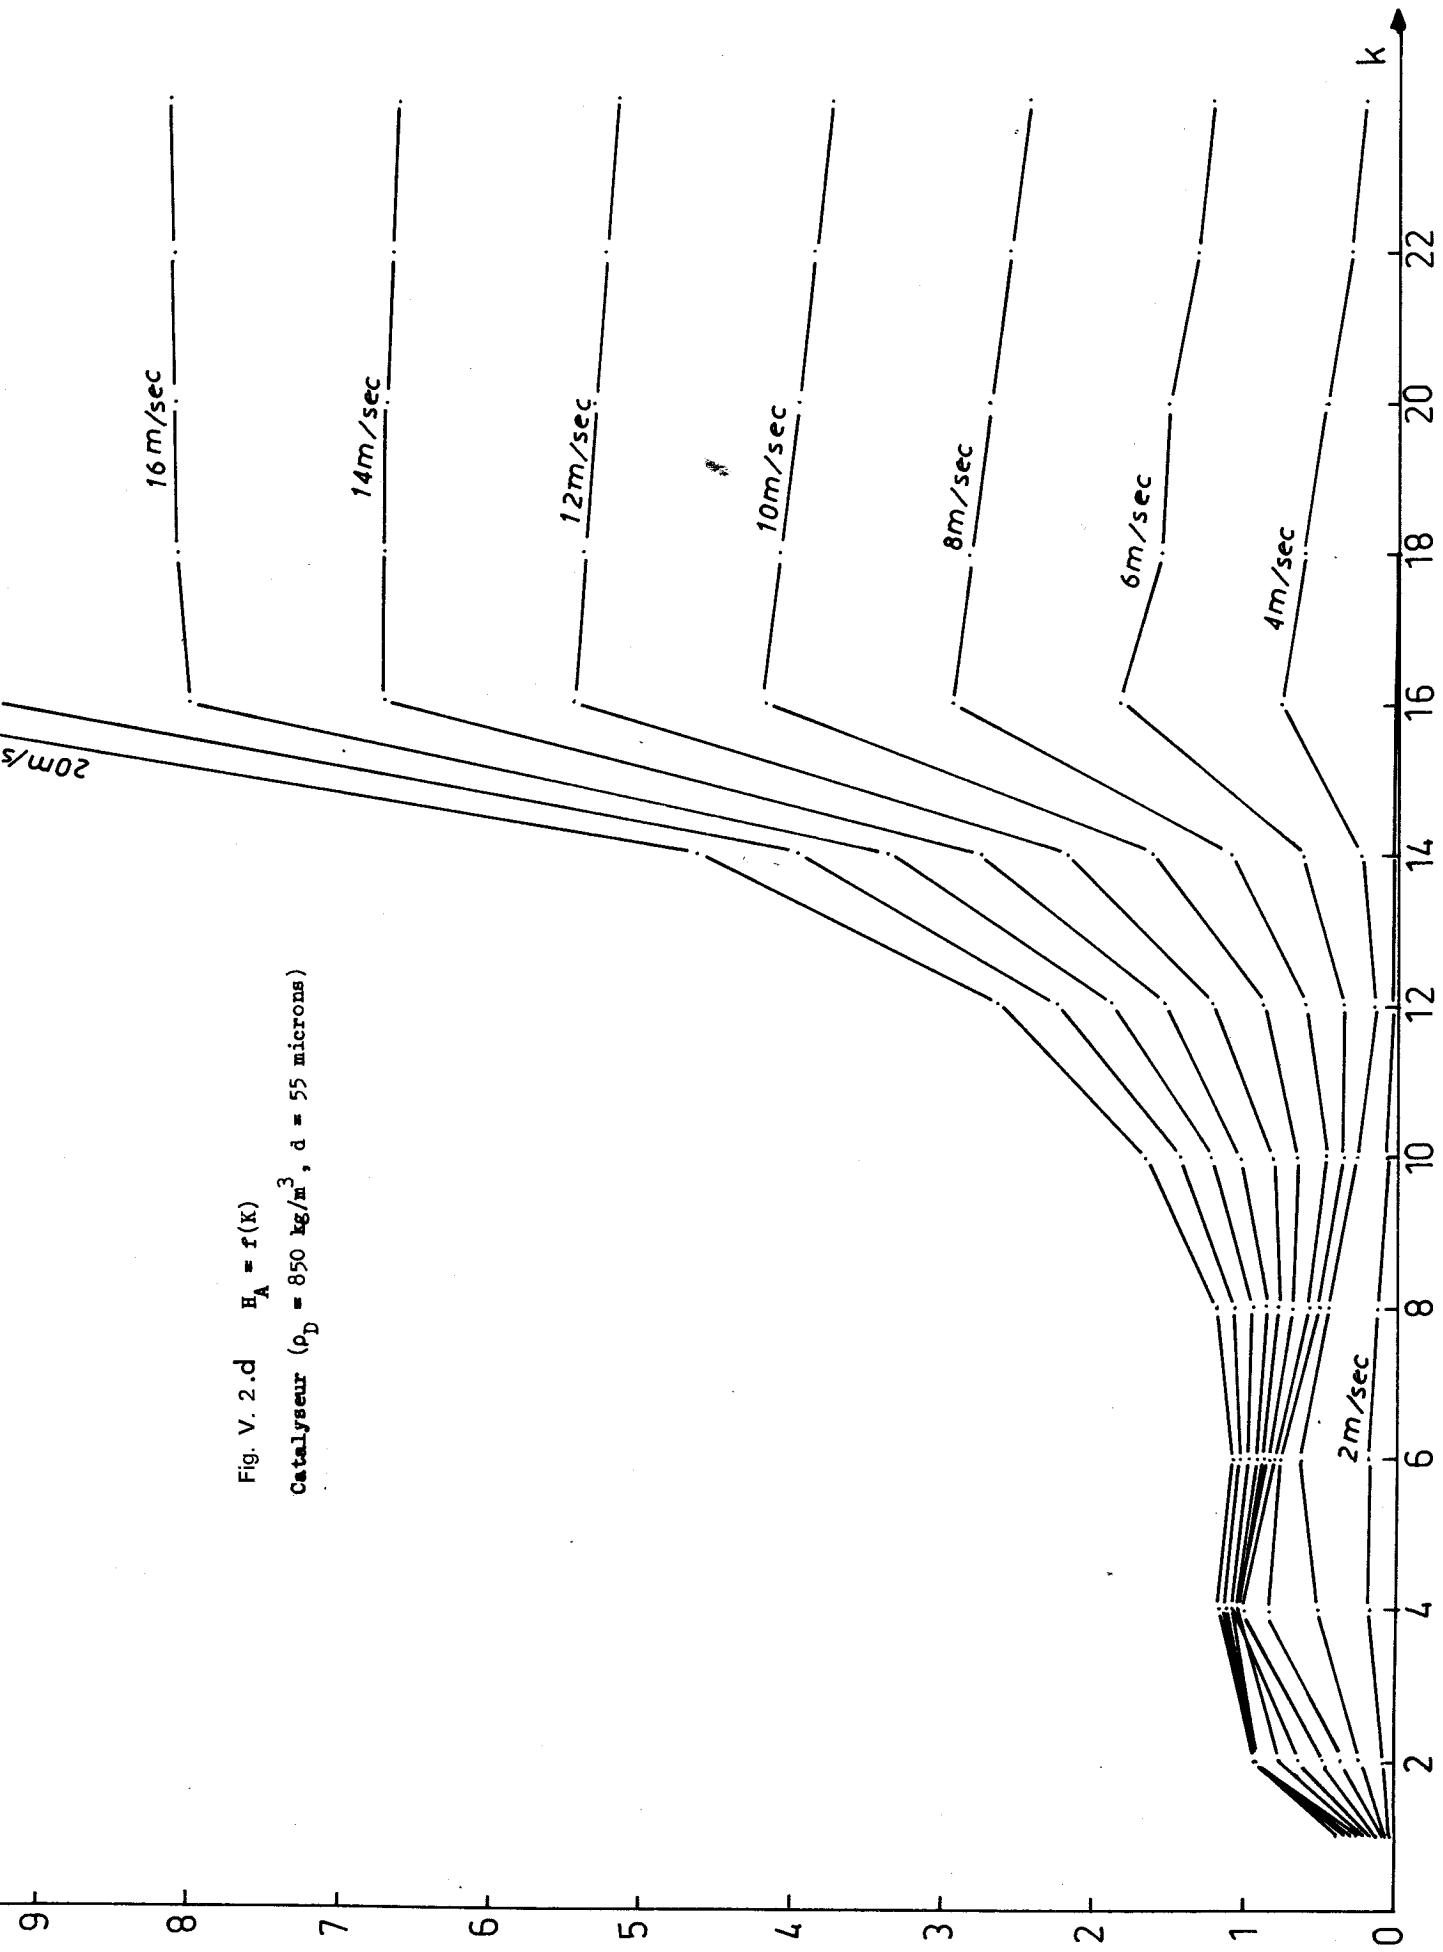 9
8
7
6
5
4
3
2
1
0
2
4
6
8
10
12
14
16
18
20
22
k
20m/s
16m/sec
14m/sec
12m/sec
10m/sec
8m/sec
6m/sec
4m/sec
2m/sec
Fig. V. 2.d H_A = f(K)
Catalyseur (ρ_D = 850 kg/m³, d = 55 microns)